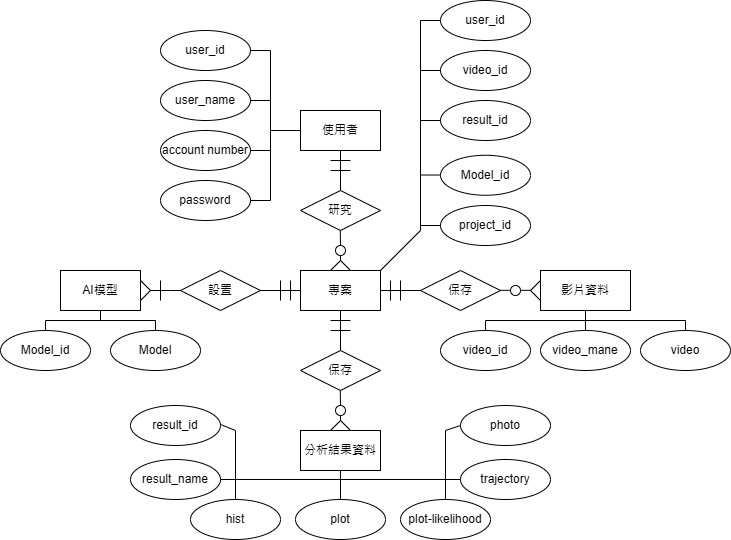 user_id
user_id
user_name
video_id
使用者
result_id
account number
Model_id
password
研究
project_id
AI模型
設置
專案
保存
影片資料
Model_id
Model
保存
video_id
video_mane
video
result_id
分析結果資料
photo
result_name
trajectory
hist
plot
plot-likelihood